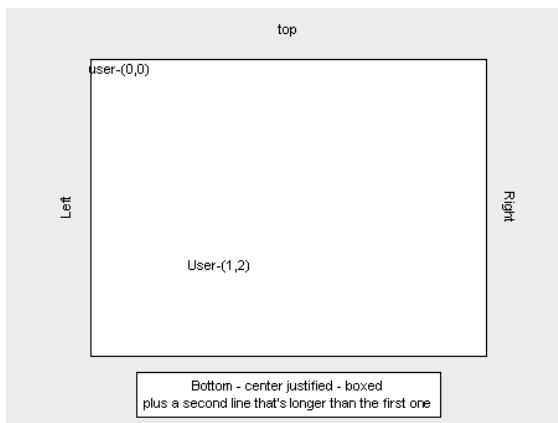 top
user-(0,0)
Left
Right
User-(1,2)
Bottom - center justified - boxed
plus a second line that's longer than the first one